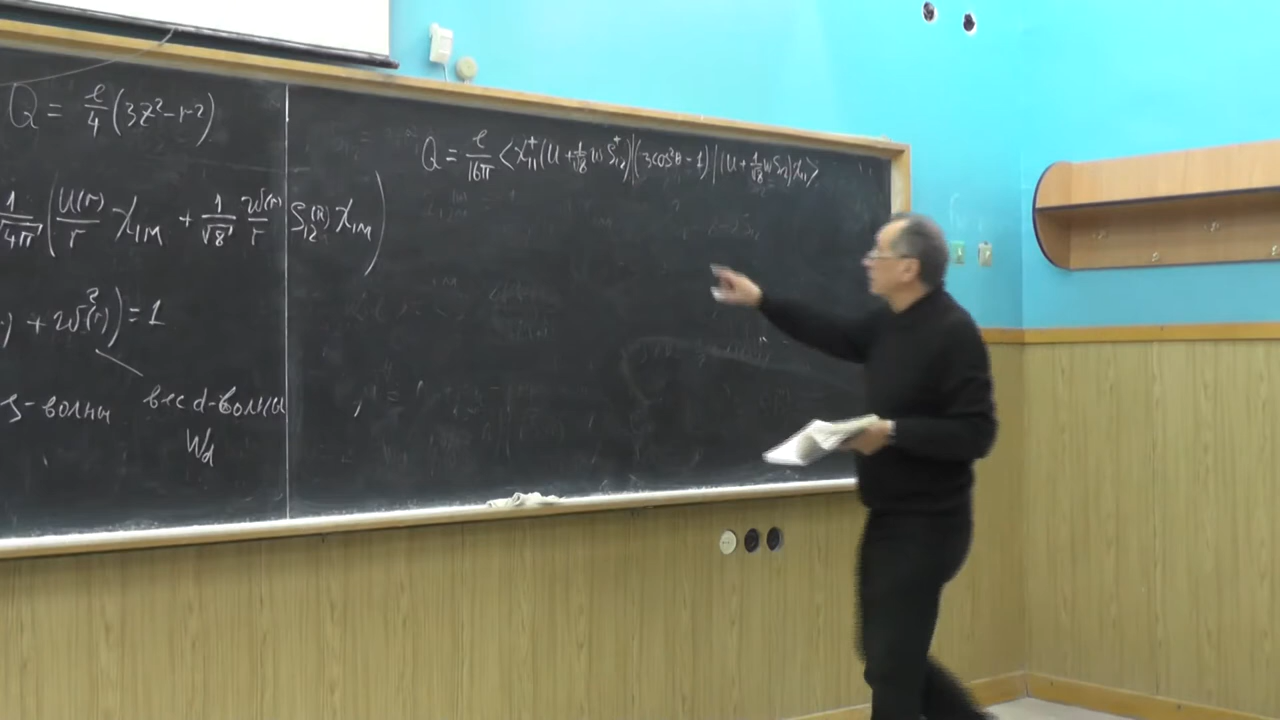 Q = e/4 (3z² − r²)
1/√4π ( U(r)/r χ₁M + 1/√8 w(r)/r S₁₂(n) χ₁M )
) + w²(r)) = 1
s-волны вес d-волны
Wd
Q = e/16π <χ₁₁⁺(U + 1/√8 w S₁₂⁺)|(3cos²θ − 1)|(U + 1/√8 w S₁₂)χ₁₁>